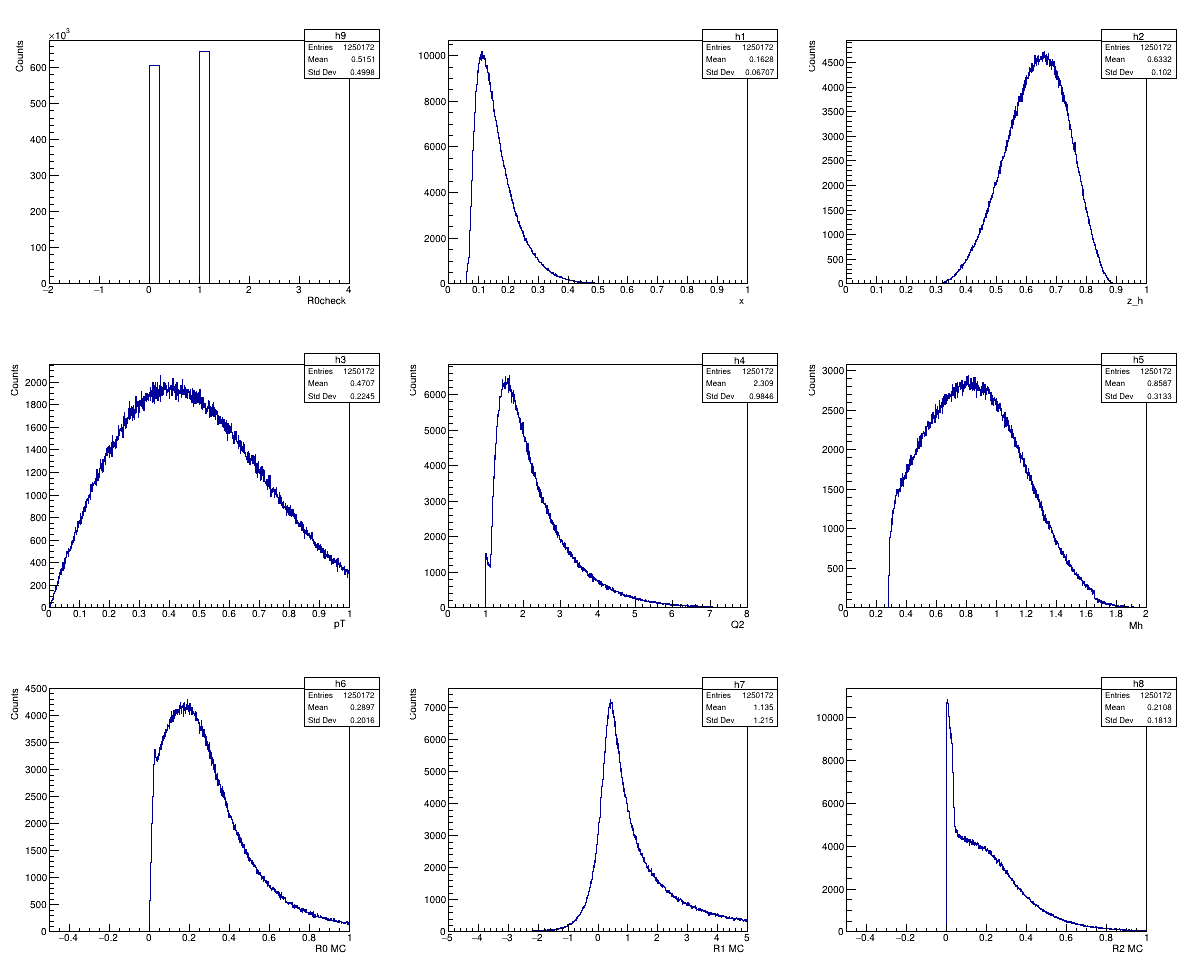 h9
Entries 1250172
Mean 0.5151
Std Dev 0.4998
×10³
Counts
600
500
400
300
200
100
0
−2 −1 0 1 2 3 4
R0check
h1
Entries 1250172
Mean 0.1628
Std Dev 0.06707
Counts
10000
8000
6000
4000
2000
0
0 0.1 0.2 0.3 0.4 0.5 0.6 0.7 0.8 0.9 1
x
h2
Entries 1250172
Mean 0.6332
Std Dev 0.102
Counts
4500
4000
3500
3000
2500
2000
1500
1000
500
0
0 0.1 0.2 0.3 0.4 0.5 0.6 0.7 0.8 0.9 1
z_h
h3
Entries 1250172
Mean 0.4707
Std Dev 0.2245
Counts
2000
1800
1600
1400
1200
1000
800
600
400
200
0
0 0.1 0.2 0.3 0.4 0.5 0.6 0.7 0.8 0.9 1
pT
h4
Entries 1250172
Mean 2.309
Std Dev 0.9846
Counts
6000
5000
4000
3000
2000
1000
0
0 1 2 3 4 5 6 7 8
Q2
h5
Entries 1250172
Mean 0.8587
Std Dev 0.3133
Counts
3000
2500
2000
1500
1000
500
0
0 0.2 0.4 0.6 0.8 1 1.2 1.4 1.6 1.8 2
Mh
h6
Entries 1250172
Mean 0.2897
Std Dev 0.2016
Counts
4500
4000
3500
3000
2500
2000
1500
1000
500
0
−0.4 −0.2 0 0.2 0.4 0.6 0.8 1
R0 MC
h7
Entries 1250172
Mean 1.135
Std Dev 1.215
Counts
7000
6000
5000
4000
3000
2000
1000
0
−5 −4 −3 −2 −1 0 1 2 3 4 5
R1 MC
h8
Entries 1250172
Mean 0.2108
Std Dev 0.1813
Counts
10000
8000
6000
4000
2000
0
−0.4 −0.2 0 0.2 0.4 0.6 0.8 1
R2 MC